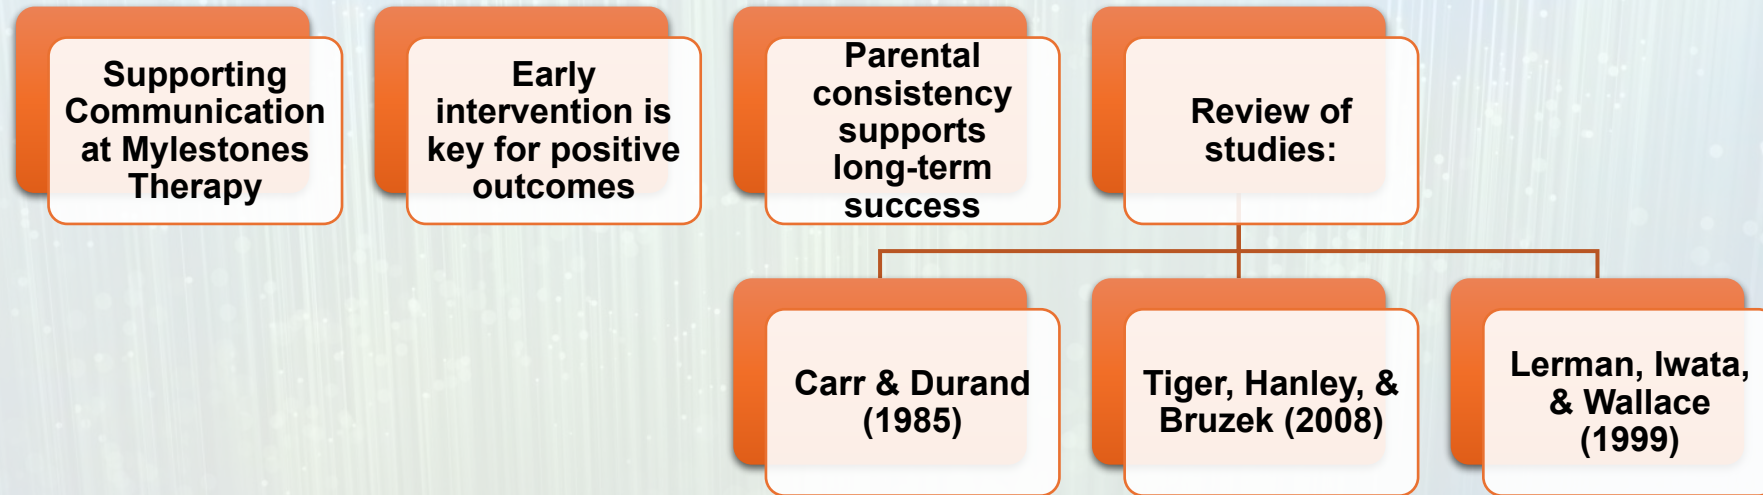 Supporting
Communication
at Mylestones
Therapy
Early
intervention is
key for positive
outcomes
Parental
consistency
supports
long-term
success
Review of
studies:
Carr & Durand
(1985)
Tiger, Hanley, &
Bruzek (2008)
Lerman, Iwata,
& Wallace
(1999)